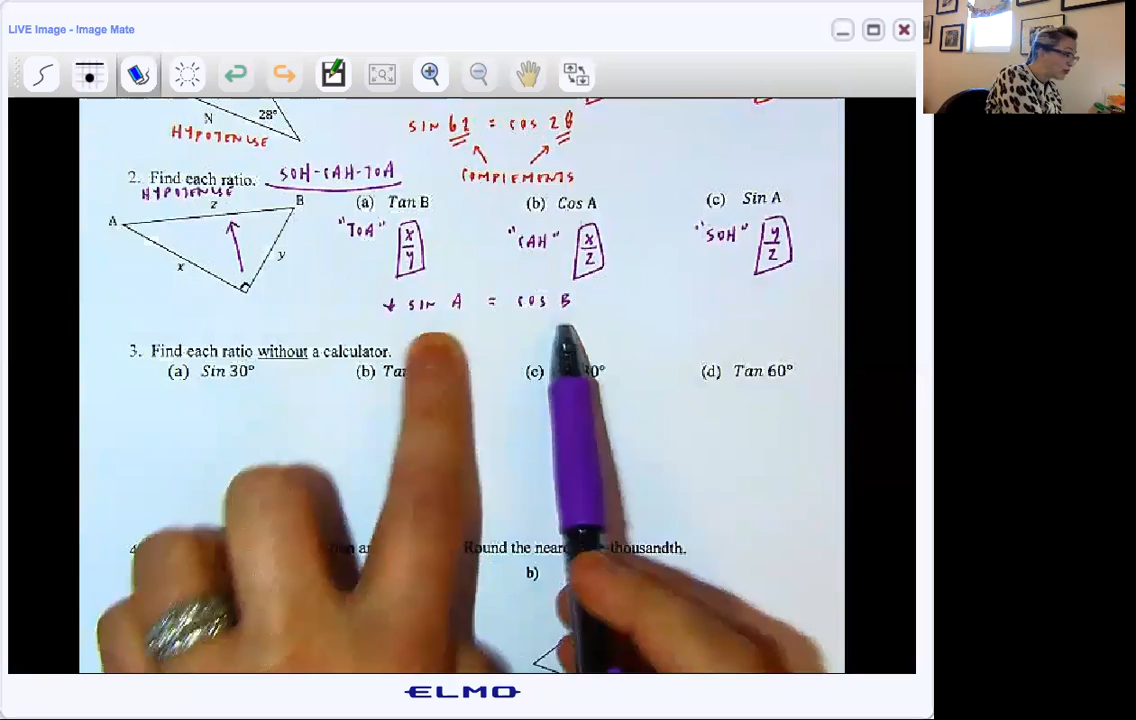 LIVE Image - Image Mate
N
28°
HYPOTENUSE
SIN 62 = COS 28
COMPLEMENTS
2. Find each ratio. SOH-CAH-TOA
HYPOTENUSE
(a) Tan B
(b) Cos A
(c) Sin A
A
z
B
x
y
"TOA" x/y
"CAH" x/z
"SOH" y/z
SIN A = COS B
3. Find each ratio without a calculator.
(a) Sin 30°
(b)
(c)
(d) Tan 60°
Round the thousandth.
b)
ELMO